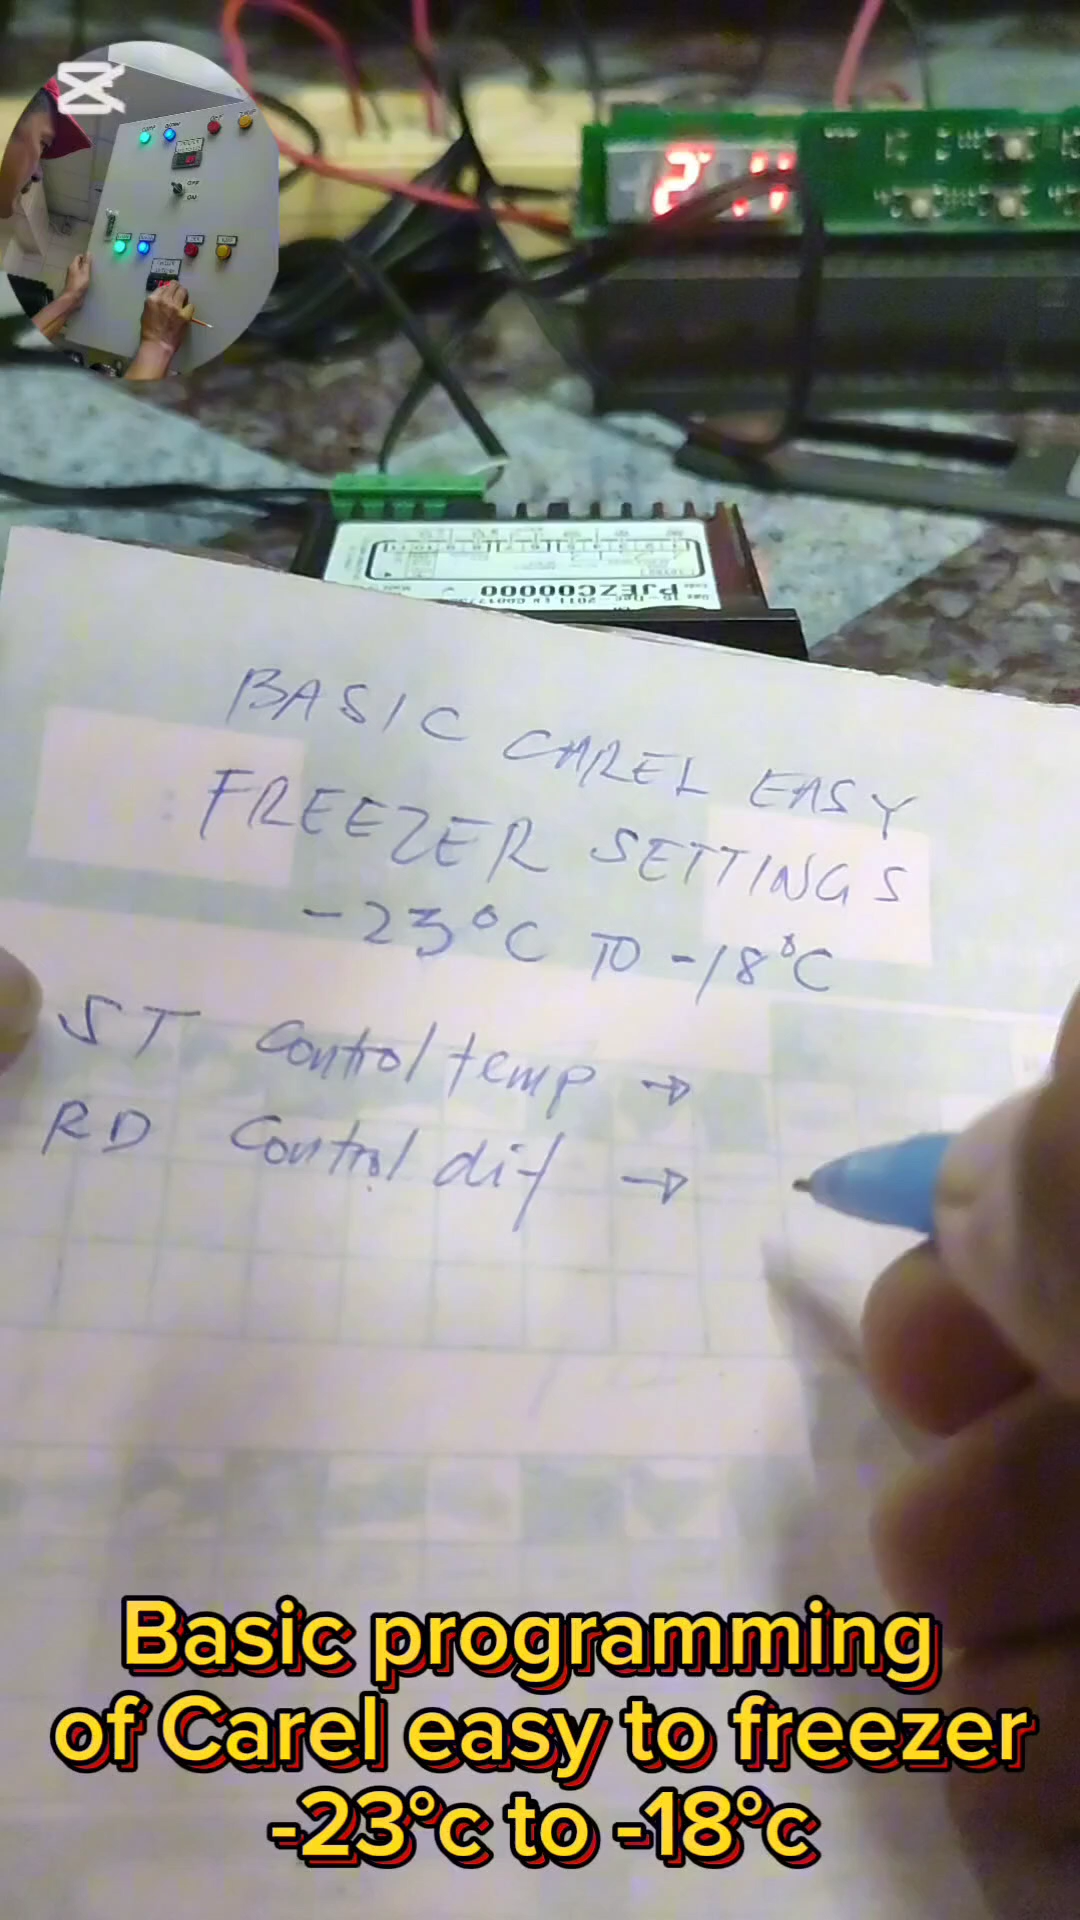 PJEZC00000
BASIC CAREL EASY
FREEZER SETTINGS
-23°C TO -18°C
ST Control temp →
RD Control dif →
Basic programming
of Carel easy to freezer
-23°c to -18°c